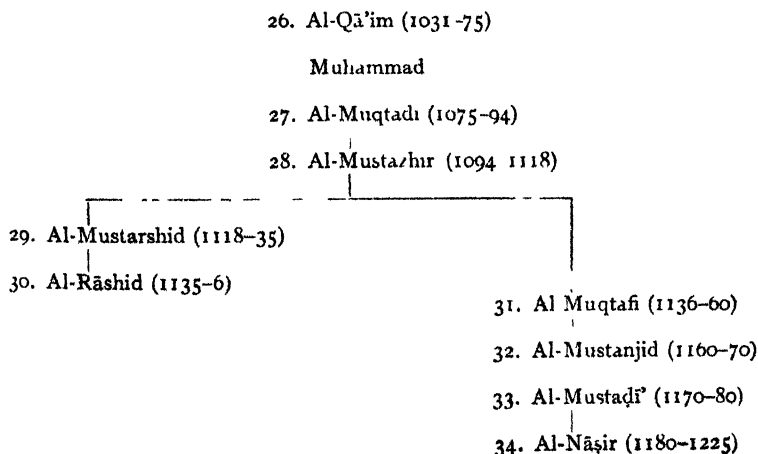 26. Al-Qā'im (1031-75)
Muhammad
27. Al-Muqtadi (1075–94)
28. Al-Mustazhir (1094 1118)
29. Al-Mustarshid (1118–35)
30. Al-Rāshid (1135–6)
31. Al Muqtafi (1136–60)
32. Al-Mustanjid (1160–70)
33. Al-Mustaḍī' (1170–80)
34. Al-Nāṣir (1180–1225)